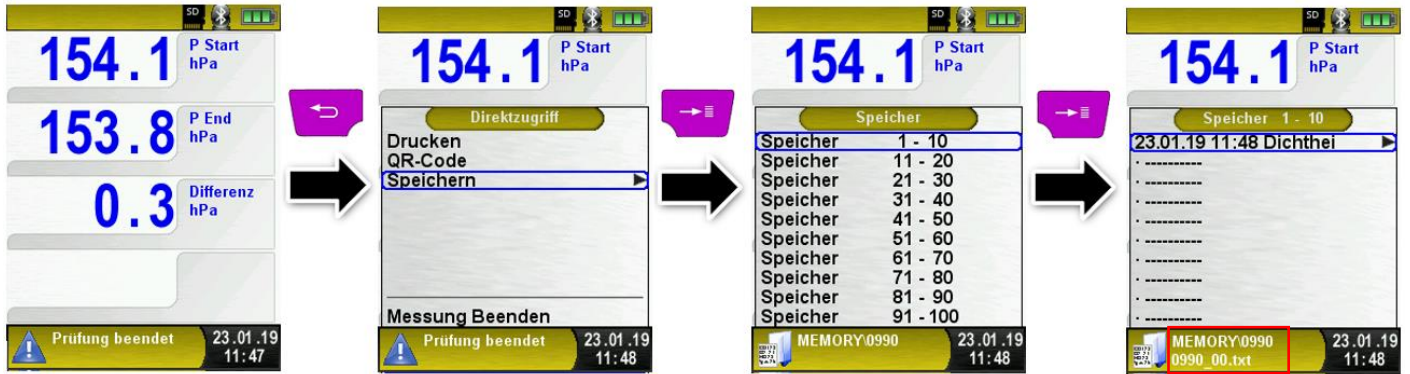 SD
154.1 P Start
hPa
153.8 P End
hPa
0.3 Differenz
hPa
Prüfung beendet
23.01.19
11:47
SD
154.1 P Start
hPa
Direktzugriff
Drucken
QR-Code
Speichern
Messung Beenden
Prüfung beendet
23.01.19
11:48
SD
154.1 P Start
hPa
Speicher
Speicher 1 - 10
Speicher 11 - 20
Speicher 21 - 30
Speicher 31 - 40
Speicher 41 - 50
Speicher 51 - 60
Speicher 61 - 70
Speicher 71 - 80
Speicher 81 - 90
Speicher 91 - 100
MEMORY\0990
23.01.19
11:48
SD
154.1 P Start
hPa
Speicher 1 - 10
23.01.19 11:48 Dichthei
· ----------
· ----------
· ----------
· ----------
· ----------
· ----------
· ----------
· ----------
· ----------
MEMORY\0990
0990_00.txt
23.01.19
11:48